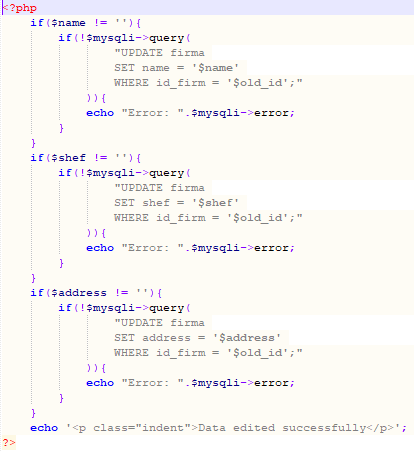 <?php
if($name != ''){
if(!$mysqli->query(
"UPDATE firma
SET name = '$name'
WHERE id_firm = '$old_id';"
)){
echo "Error: ".$mysqli->error;
}
}
if($shef != ''){
if(!$mysqli->query(
"UPDATE firma
SET shef = '$shef'
WHERE id_firm = '$old_id';"
)){
echo "Error: ".$mysqli->error;
}
}
if($address != ''){
if(!$mysqli->query(
"UPDATE firma
SET address = '$address'
WHERE id_firm = '$old_id';"
)){
echo "Error: ".$mysqli->error;
}
}
echo '<p class="indent">Data edited successfully</p>';
?>